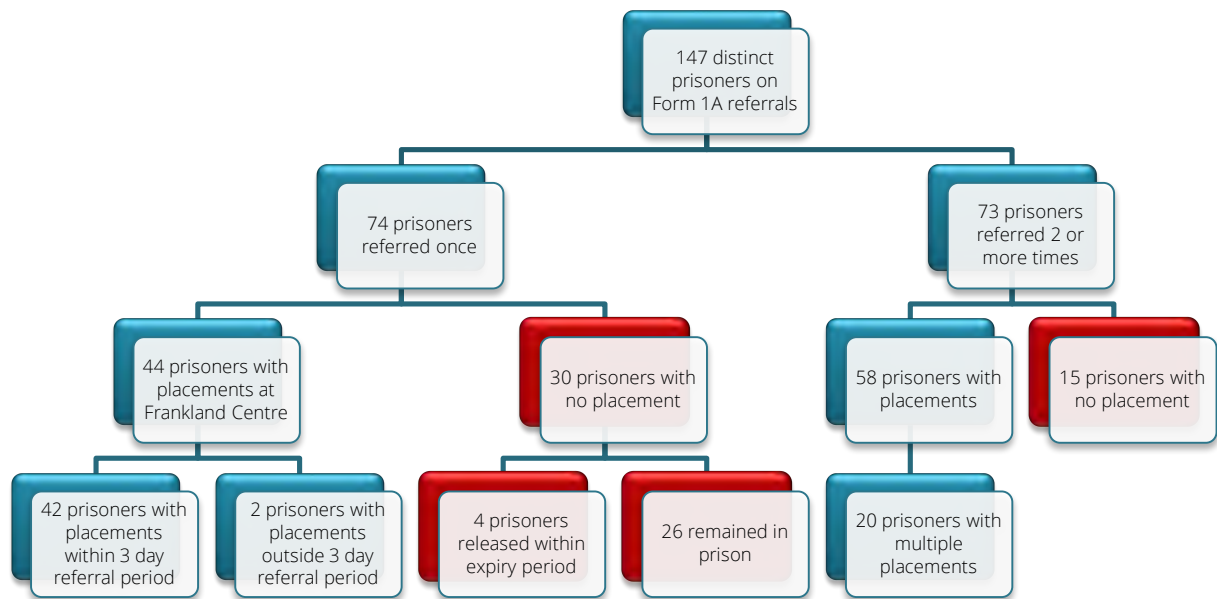 147 distinct
prisoners on
Form 1A referrals
74 prisoners
referred once
73 prisoners
referred 2 or
more times
44 prisoners with
placements at
Frankland Centre
30 prisoners with
no placement
58 prisoners with
placements
15 prisoners with
no placement
42 prisoners with
placements
within 3 day
referral period
2 prisoners with
placements
outside 3 day
referral period
4 prisoners
released within
expiry period
26 remained in
prison
20 prisoners with
multiple
placements